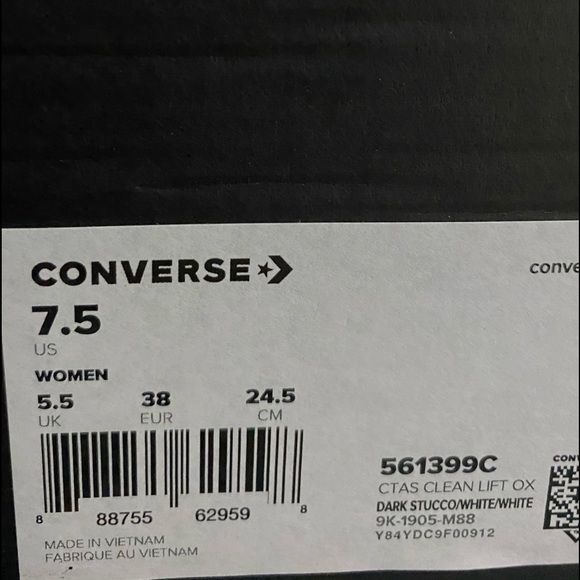 CONVERSE
conve
7.5
US
WOMEN
5.5 38 24.5
UK EUR CM
8 88755 62959 8
MADE IN VIETNAM
FABRIQUE AU VIETNAM
561399C
CTAS CLEAN LIFT OX
DARK STUCCO/WHITE/WHITE
9K-1905-M88
Y84YDC9F00912
CONV